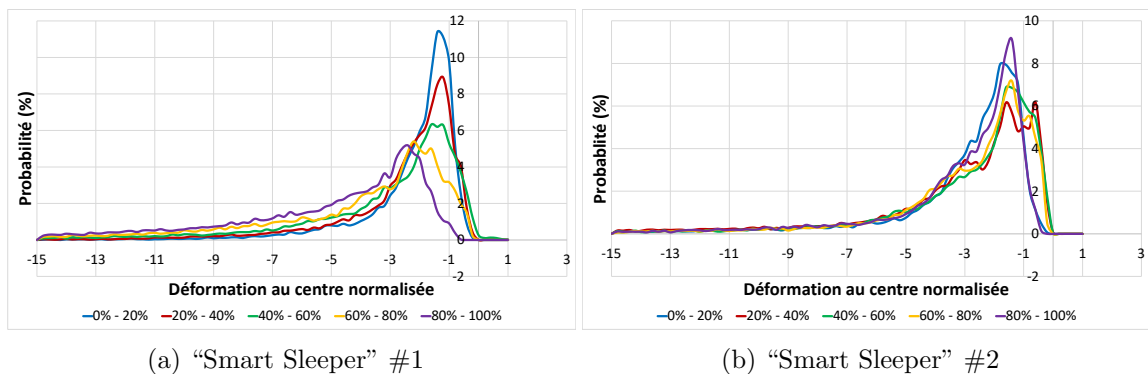 12
10
8
6
4
2
0
-2
-15 -13 -11 -9 -7 -5 -3 -1 1 3
Probabilité (%)
Déformation au centre normalisée
0% - 20% 20% - 40% 40% - 60% 60% - 80% 80% - 100%
(a) “Smart Sleeper” #1
10
8
6
4
2
0
-2
-15 -13 -11 -9 -7 -5 -3 -1 1 3
Probabilité (%)
Déformation au centre normalisée
0% - 20% 20% - 40% 40% - 60% 60% - 80% 80% - 100%
(b) “Smart Sleeper” #2